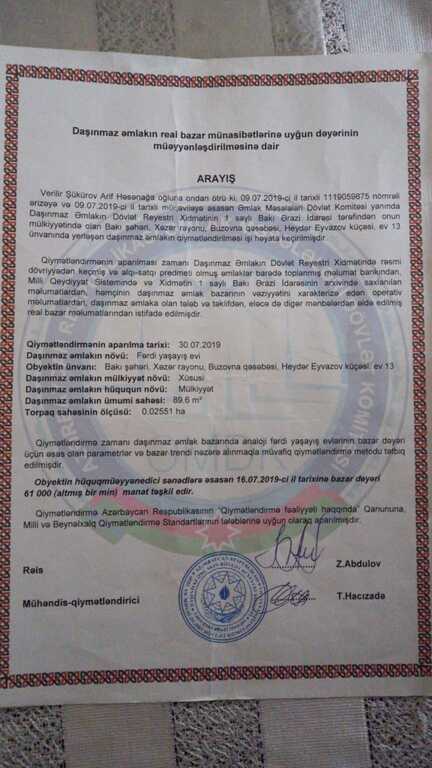 Daşınmaz əmlakın real bazar münasibətlərinə uyğun dəyərinin
müəyyənləşdirilməsinə dair
ARAYIŞ
Verilir Şükürov Arif Həsənağa oğluna ondan ötrü ki, 09.07.2019-ci il tarixli 1119059875 nömrəli
ərizəyə və 09.07.2019-ci il tarixli müqaviləyə əsasən Əmlak Məsələləri Dövlət Komitəsi yanında
Daşınmaz Əmlakın Dövlət Reyestri Xidmətinin 1 saylı Bakı Ərazi İdarəsi tərəfindən onun
mülkiyyətində olan Bakı şəhəri, Xəzər rayonu, Buzovna qəsəbəsi, Heydər Eyvazov küçəsi, ev 13
ünvanında yerləşən daşınmaz əmlakın qiymətləndirilməsi işi həyata keçirilmişdir.
Qiymətləndirmənin aparılması zamanı Daşınmaz Əmlakın Dövlət Reyestri Xidmətində rəsmi
dövriyyədən keçmiş və alqı-satqı predmeti olmuş əmlaklar barədə toplanmış məlumat bankından,
Milli Qeydiyyat Sistemində və Xidmətin 1 saylı Bakı Ərazi İdarəsinin arxivində saxlanılan
məlumatlardan, həmçinin daşınmaz əmlak bazarının vəziyyətini xarakterizə edən operativ
məlumatlardan, daşınmaz əmlaka olan tələb və təklifdən, eləcə də digər mənbələrdən əldə edilmiş
real bazar məlumatlarından istifadə edilmişdir.
Qiymətləndirmənin aparılma tarixi: 30.07.2019
Daşınmaz əmlakın növü: Fərdi yaşayış evi
Obyektin ünvanı: Bakı şəhəri, Xəzər rayonu, Buzovna qəsəbəsi, Heydər Eyvazov küçəsi, ev 13
Daşınmaz əmlakın mülkiyyət növü: Xüsusi
Daşınmaz əmlakın hüququn növü: Mülkiyyət
Daşınmaz əmlakın ümumi sahəsi: 89.6 m²
Torpaq sahəsinin ölçüsü: 0.02551 ha
Qiymətləndirmə zamanı daşınmaz əmlak bazarında analoji fərdi yaşayış evlərinin bazar dəyəri
üçün əsas olan parametrlər və bazar trendi nəzərə alınmaqla müvafiq qiymətləndirmə metodu tətbiq
edilmişdir.
Obyektin hüquqmüəyyənedici sənədlərə əsasən 16.07.2019-cu il tarixinə bazar dəyəri
61 000 (altmış bir min) manat təşkil edir.
Qiymətləndirmə Azərbaycan Respublikasının "Qiymətləndirmə fəaliyyəti haqqında" Qanununa,
Milli və Beynəlxalq Qiymətləndirmə Standartlarının tələblərinə uyğun olaraq aparılmışdır.
Rəis Z.Abdulov
Mühəndis-qiymətləndirici T.Hacızadə